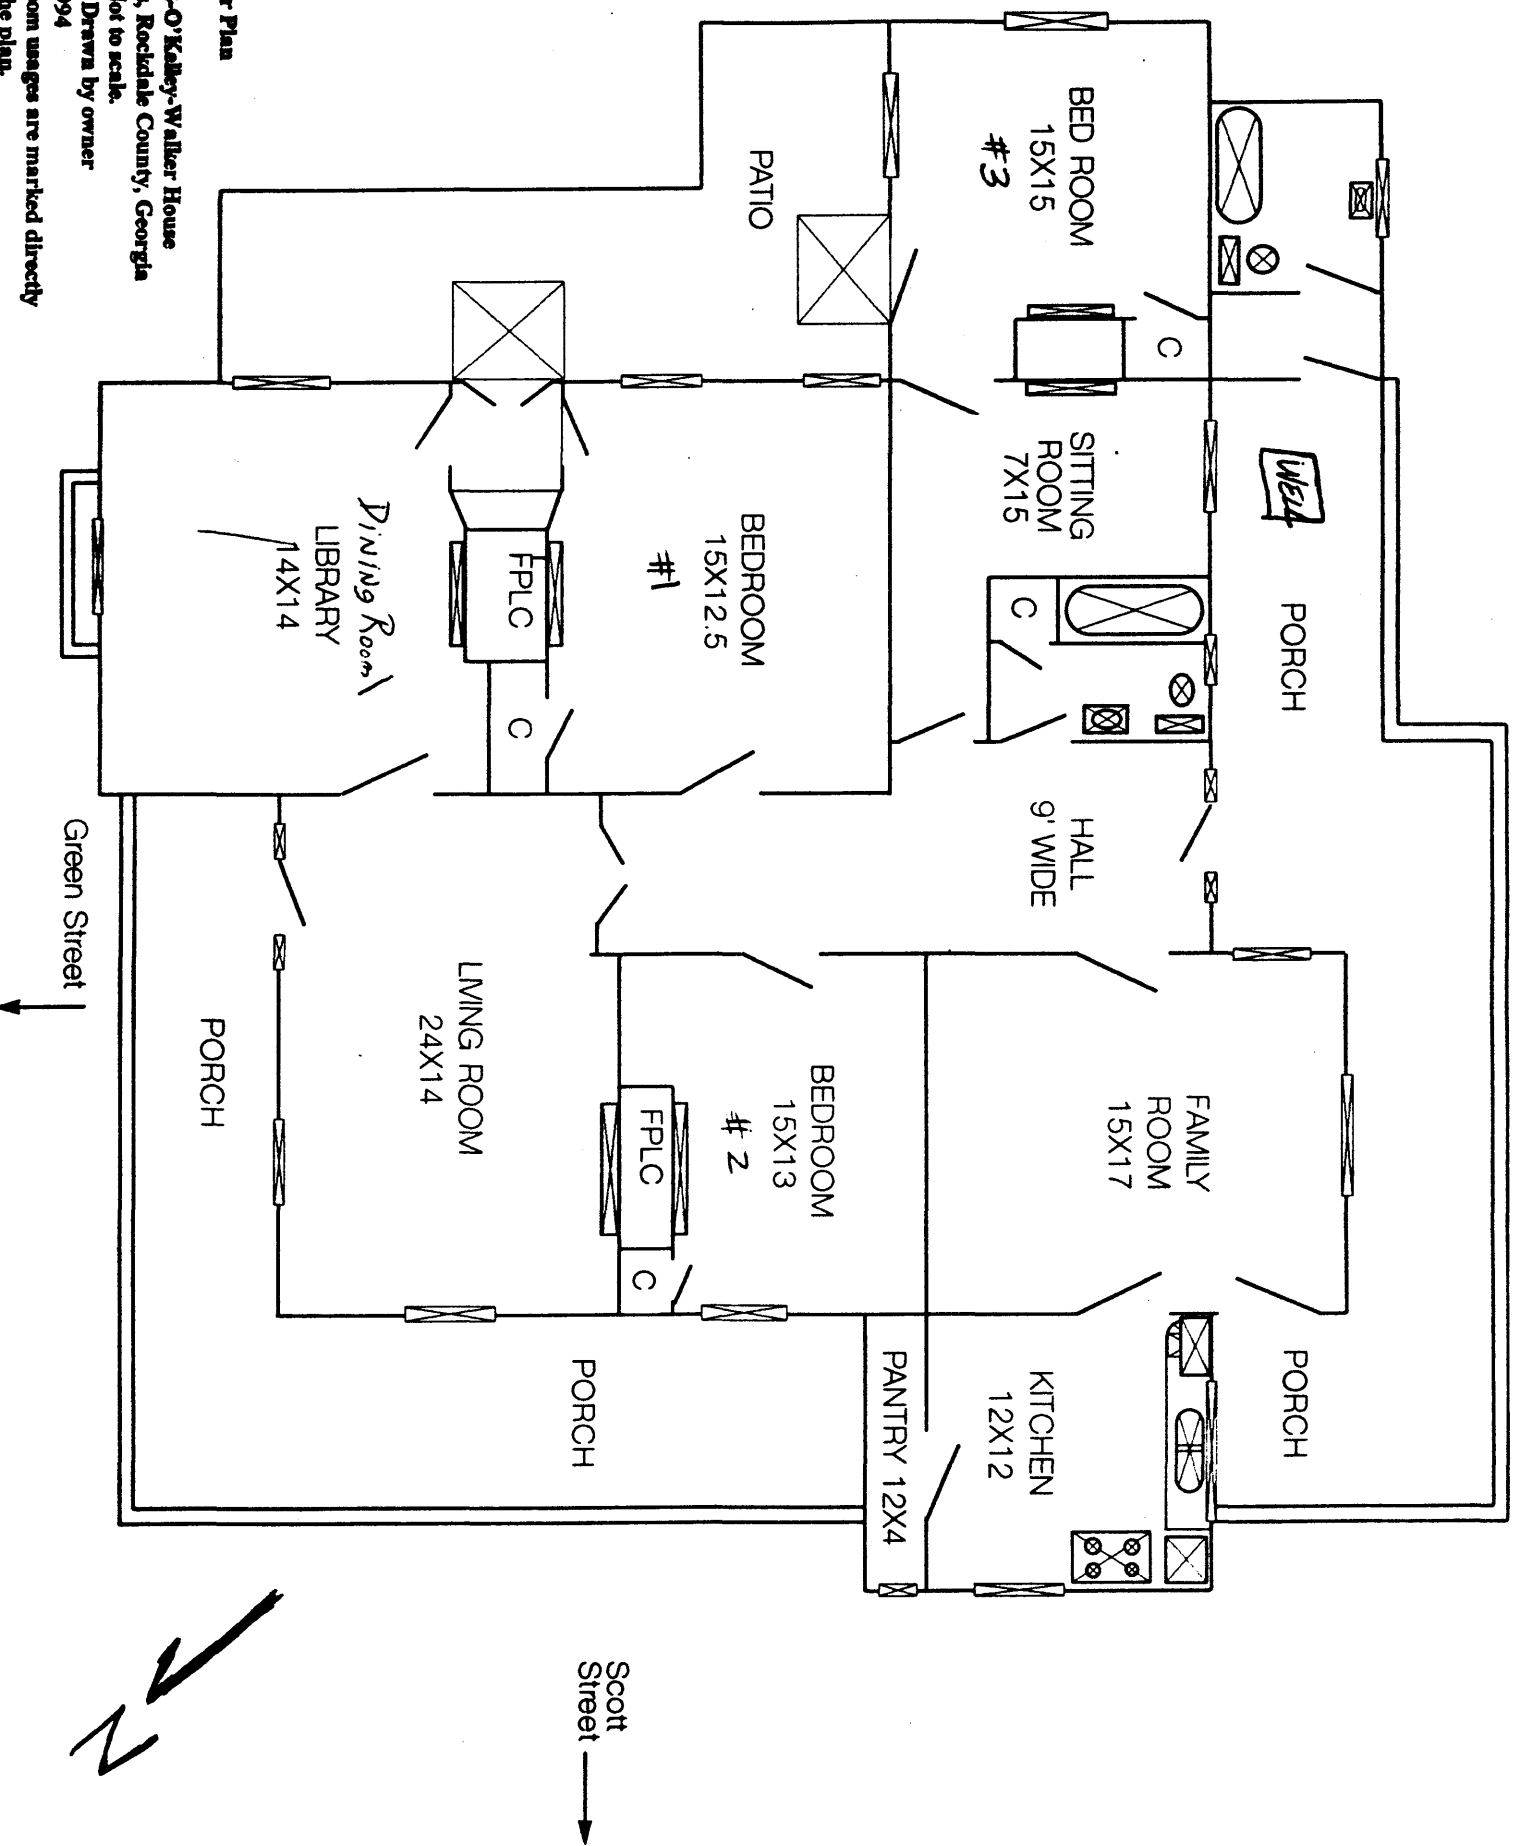 r Plan
-O'Kelley-Walker House
, Rockdale County, Georgia
ot to scale.
Drawn by owner
994
om usages are marked directly
he plan.
BED ROOM
15X15
#3
PATIO
C
SITTING
ROOM
7X15
WELL
PORCH
C
BEDROOM
15X12.5
#1
FPLC
C
Dining Room
LIBRARY
14X14
HALL
9' WIDE
FAMILY
ROOM
15X17
BEDROOM
15X13
#2
FPLC
C
LIVING ROOM
24X14
PORCH
Green Street
PORCH
KITCHEN
12X12
PANTRY 12X4
PORCH
Scott
Street
N